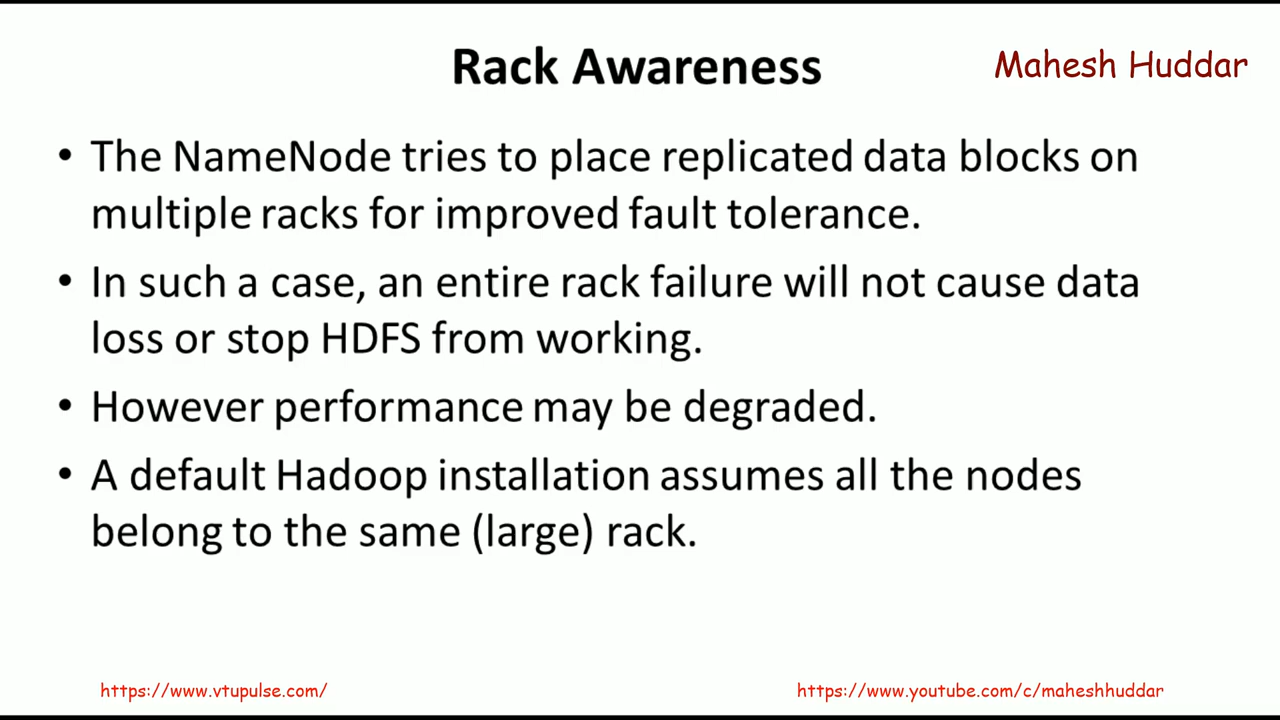 Rack Awareness
Mahesh Huddar
• The NameNode tries to place replicated data blocks on
multiple racks for improved fault tolerance.
• In such a case, an entire rack failure will not cause data
loss or stop HDFS from working.
• However performance may be degraded.
• A default Hadoop installation assumes all the nodes
belong to the same (large) rack.
https://www.vtupulse.com/
https://www.youtube.com/c/maheshhuddar